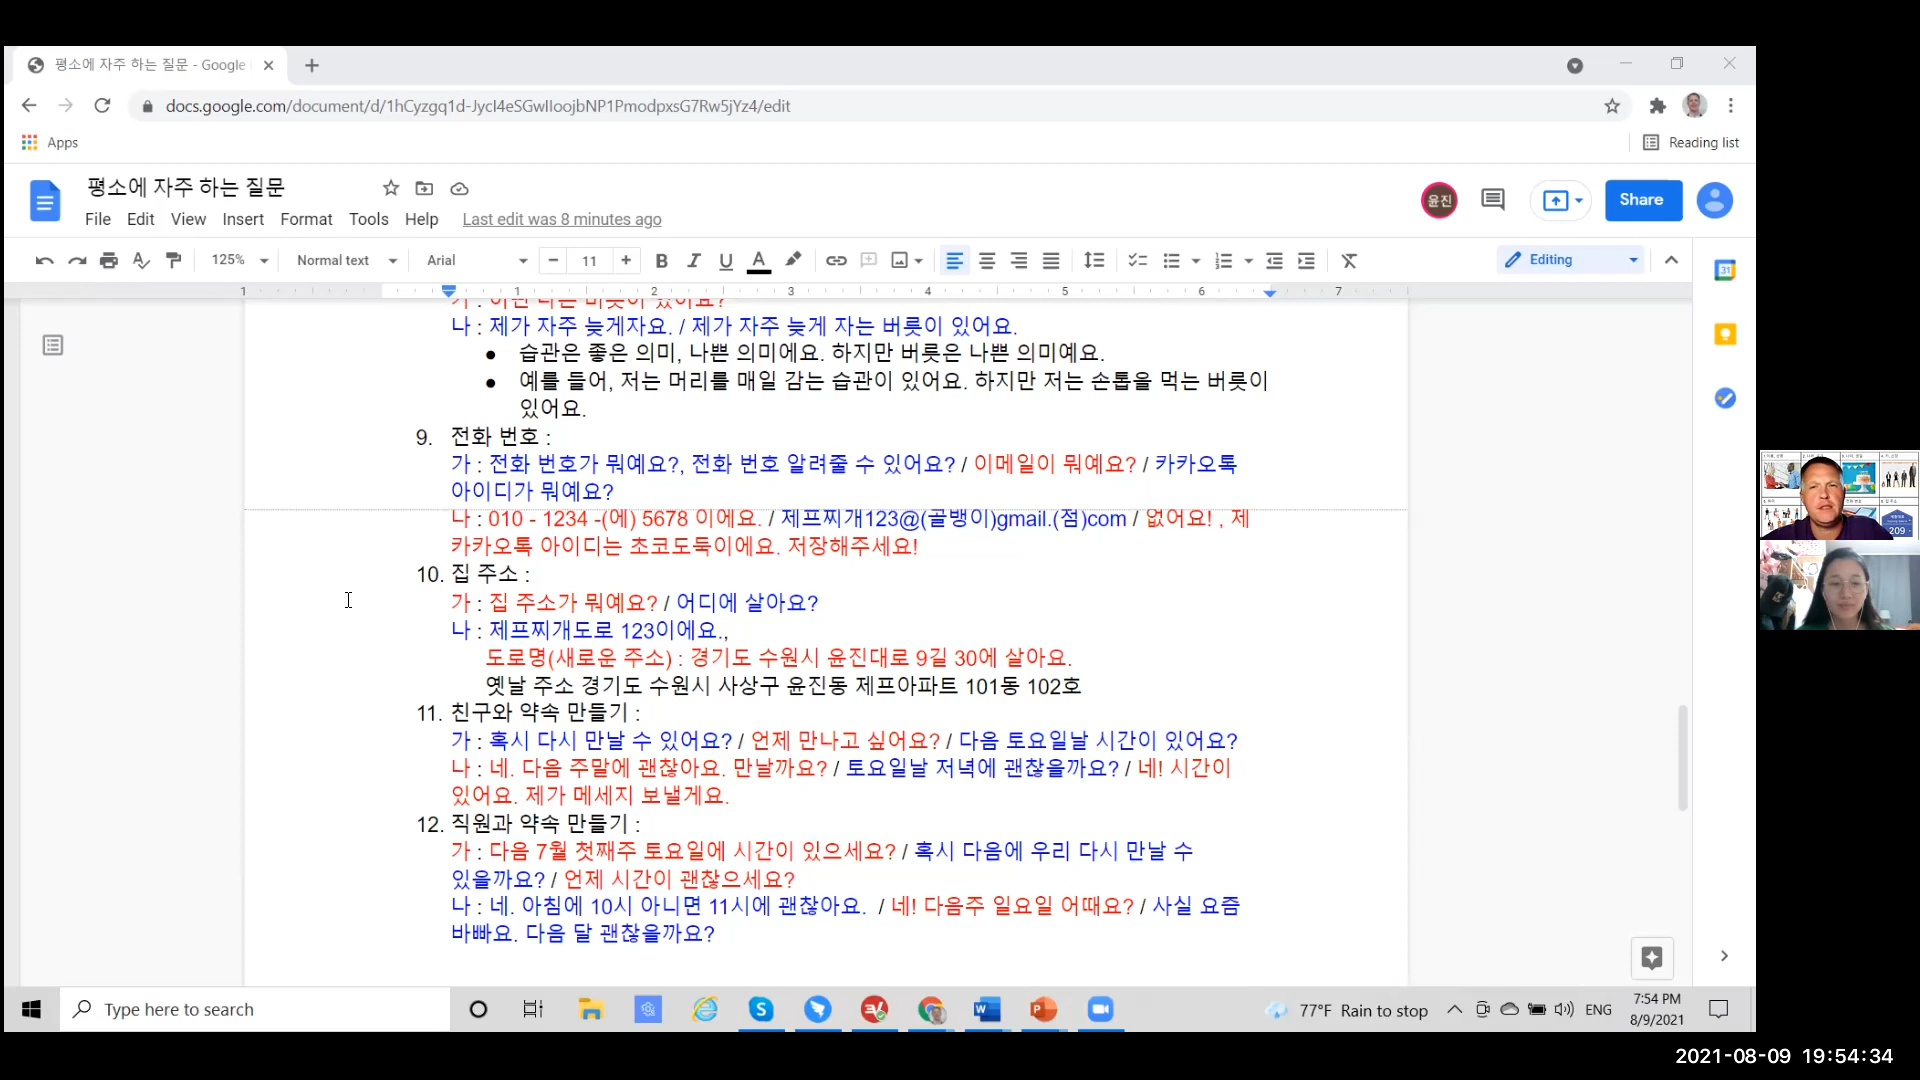 평소에 자주 하는 질문 - Google
docs.google.com/document/d/1hCyzgq1d-JycI4eSGwlIoojbNP1PmodpxsG7Rw5jYz4/edit
Apps
Reading list
평소에 자주 하는 질문
File Edit View Insert Format Tools Help Last edit was 8 minutes ago
윤진
Share
125% Normal text Arial 11 Editing
31
1 1 2 3 4 5 6 7
나 : 제가 자주 늦게자요. / 제가 자주 늦게 자는 버릇이 있어요.
● 습관은 좋은 의미, 나쁜 의미에요. 하지만 버릇은 나쁜 의미예요.
● 예를 들어, 저는 머리를 매일 감는 습관이 있어요. 하지만 저는 손톱을 먹는 버릇이
있어요.
9. 전화 번호 :
가 : 전화 번호가 뭐예요?, 전화 번호 알려줄 수 있어요? / 이메일이 뭐예요? / 카카오톡
아이디가 뭐예요?
나 : 010 - 1234 -(에) 5678 이에요. / 제프찌개123@(골뱅이)gmail.(점)com / 없어요! , 제
카카오톡 아이디는 초코도둑이에요. 저장해주세요!
10. 집 주소 :
가 : 집 주소가 뭐예요? / 어디에 살아요?
나 : 제프찌개도로 123이에요.,
도로명(새로운 주소) : 경기도 수원시 윤진대로 9길 30에 살아요.
옛날 주소 경기도 수원시 사상구 윤진동 제프아파트 101동 102호
11. 친구와 약속 만들기 :
가 : 혹시 다시 만날 수 있어요? / 언제 만나고 싶어요? / 다음 토요일날 시간이 있어요?
나 : 네. 다음 주말에 괜찮아요. 만날까요? / 토요일날 저녁에 괜찮을까요? / 네! 시간이
있어요. 제가 메세지 보낼게요.
12. 직원과 약속 만들기 :
가 : 다음 7월 첫째주 토요일에 시간이 있으세요? / 혹시 다음에 우리 다시 만날 수
있을까요? / 언제 시간이 괜찮으세요?
나 : 네. 아침에 10시 아니면 11시에 괜찮아요. / 네! 다음주 일요일 어때요? / 사실 요즘
바빠요. 다음 달 괜찮을까요?
209
Type here to search
77°F Rain to stop
ENG
7:54 PM
8/9/2021
2021-08-09 19:54:34